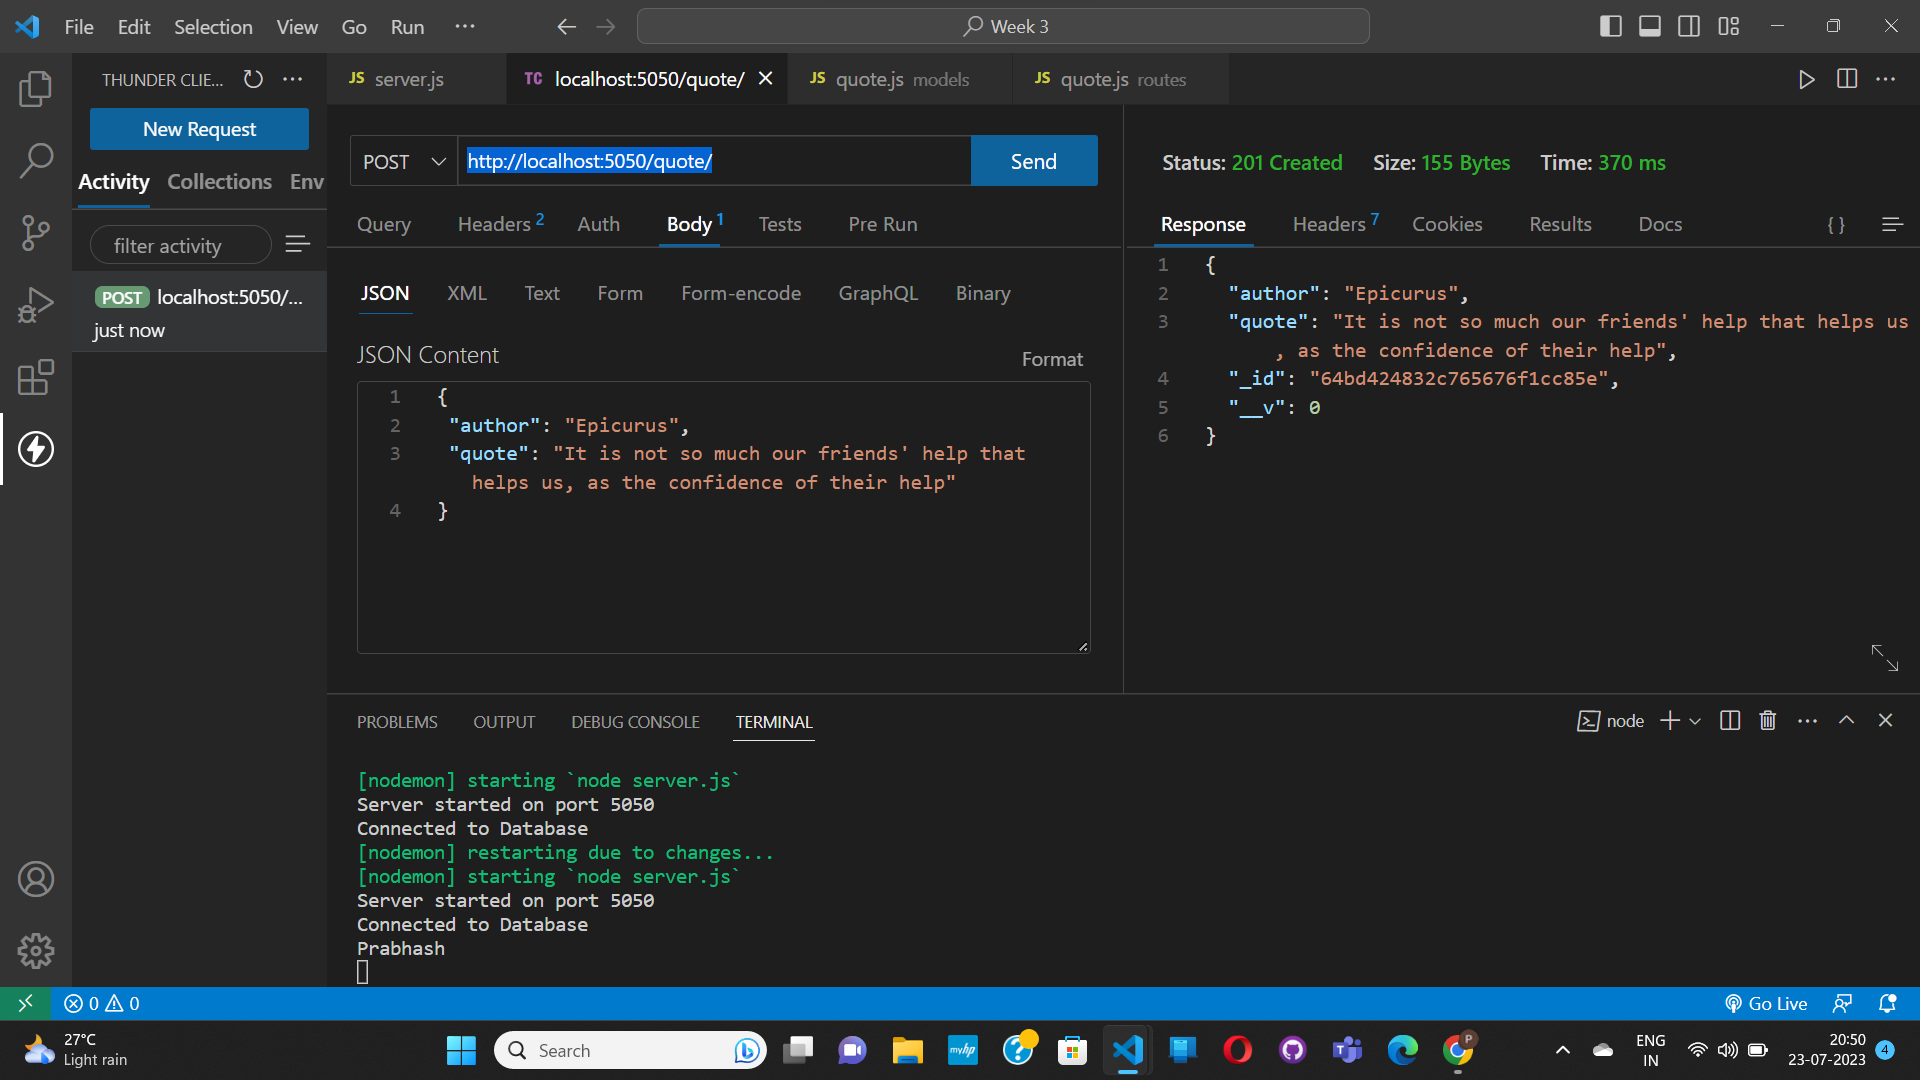 File Edit Selection View Go Run ···
Week 3
THUNDER CLIE...
JS server.js
TC localhost:5050/quote/
JS quote.js models
JS quote.js routes
New Request
Activity Collections Env
filter activity
POST localhost:5050/...
just now
POST http://localhost:5050/quote/ Send
Query Headers 2 Auth Body 1 Tests Pre Run
JSON XML Text Form Form-encode GraphQL Binary
JSON Content
Format
1 {
2 "author": "Epicurus",
3 "quote": "It is not so much our friends' help that
helps us, as the confidence of their help"
4 }
Status: 201 Created Size: 155 Bytes Time: 370 ms
Response Headers 7 Cookies Results Docs { }
1 {
2 "author": "Epicurus",
3 "quote": "It is not so much our friends' help that helps us
, as the confidence of their help",
4 "_id": "64bd424832c765676f1cc85e",
5 "__v": 0
6 }
PROBLEMS OUTPUT DEBUG CONSOLE TERMINAL
node
[nodemon] starting `node server.js`
Server started on port 5050
Connected to Database
[nodemon] restarting due to changes...
[nodemon] starting `node server.js`
Server started on port 5050
Connected to Database
Prabhash
0 0
Go Live
27°C
Light rain
Search
myhp
P
ENG
IN
20:50
23-07-2023
4